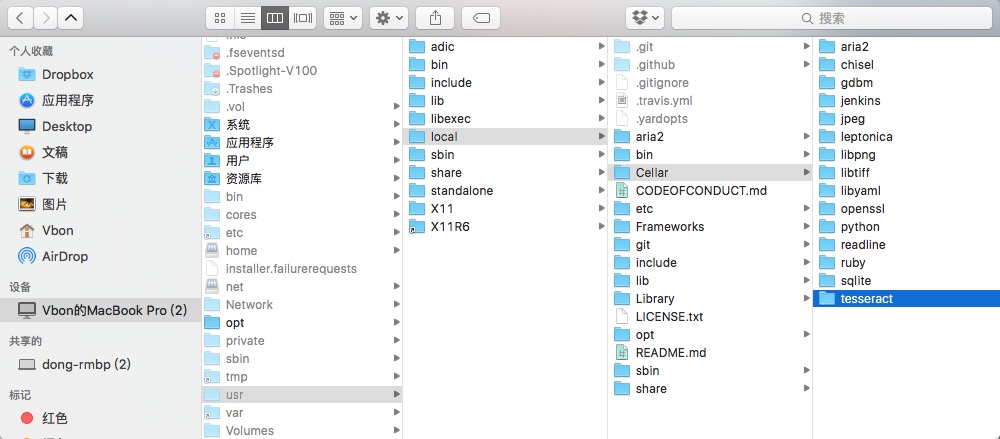 搜索
个人收藏
Dropbox
应用程序
Desktop
文稿
下载
图片
Vbon
AirDrop
设备
Vbon的MacBook Pro (2)
共享的
dong-rmbp (2)
标记
红色
.fseventsd
.Spotlight-V100
.Trashes
.vol
系统
应用程序
用户
资源库
bin
cores
etc
home
installer.failurerequests
net
Network
opt
private
sbin
tmp
usr
var
Volumes
adic
bin
include
lib
libexec
local
sbin
share
standalone
X11
X11R6
.git
.github
.gitignore
.travis.yml
.yardopts
aria2
bin
Cellar
CODEOFCONDUCT.md
etc
Frameworks
git
include
lib
Library
LICENSE.txt
opt
README.md
sbin
share
aria2
chisel
gdbm
jenkins
jpeg
leptonica
libpng
libtiff
libyaml
openssl
python
readline
ruby
sqlite
tesseract